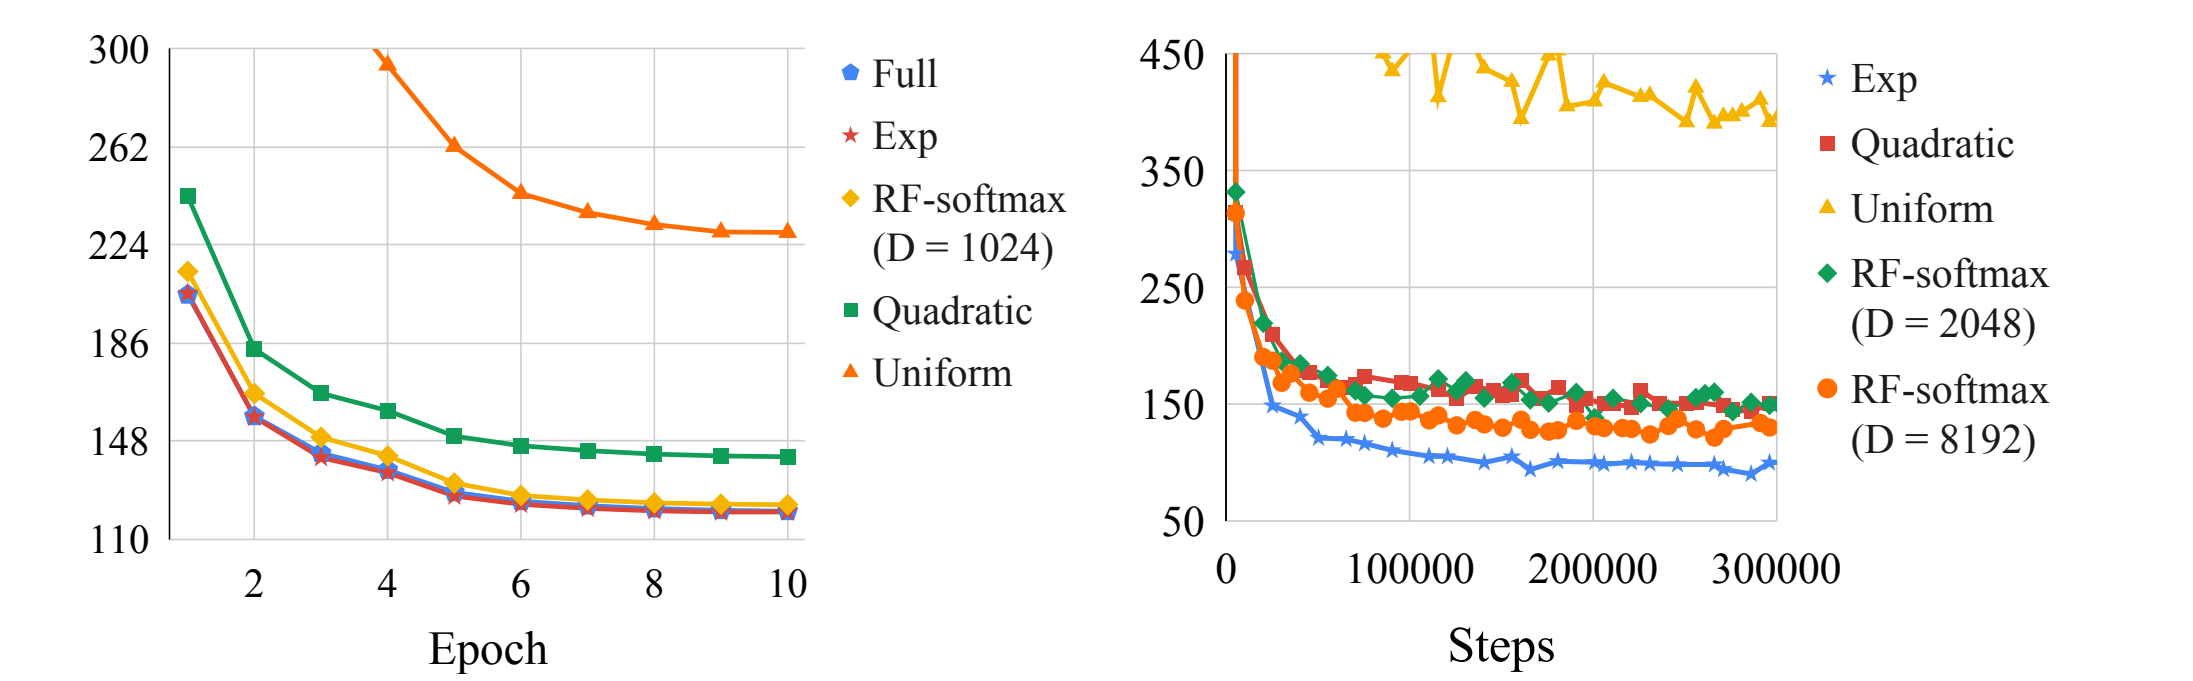 300
262
224
186
148
110
2 4 6 8 10
Epoch
Full
Exp
RF-softmax
(D = 1024)
Quadratic
Uniform
450
350
250
150
50
0 100000 200000 300000
Steps
Exp
Quadratic
Uniform
RF-softmax
(D = 2048)
RF-softmax
(D = 8192)